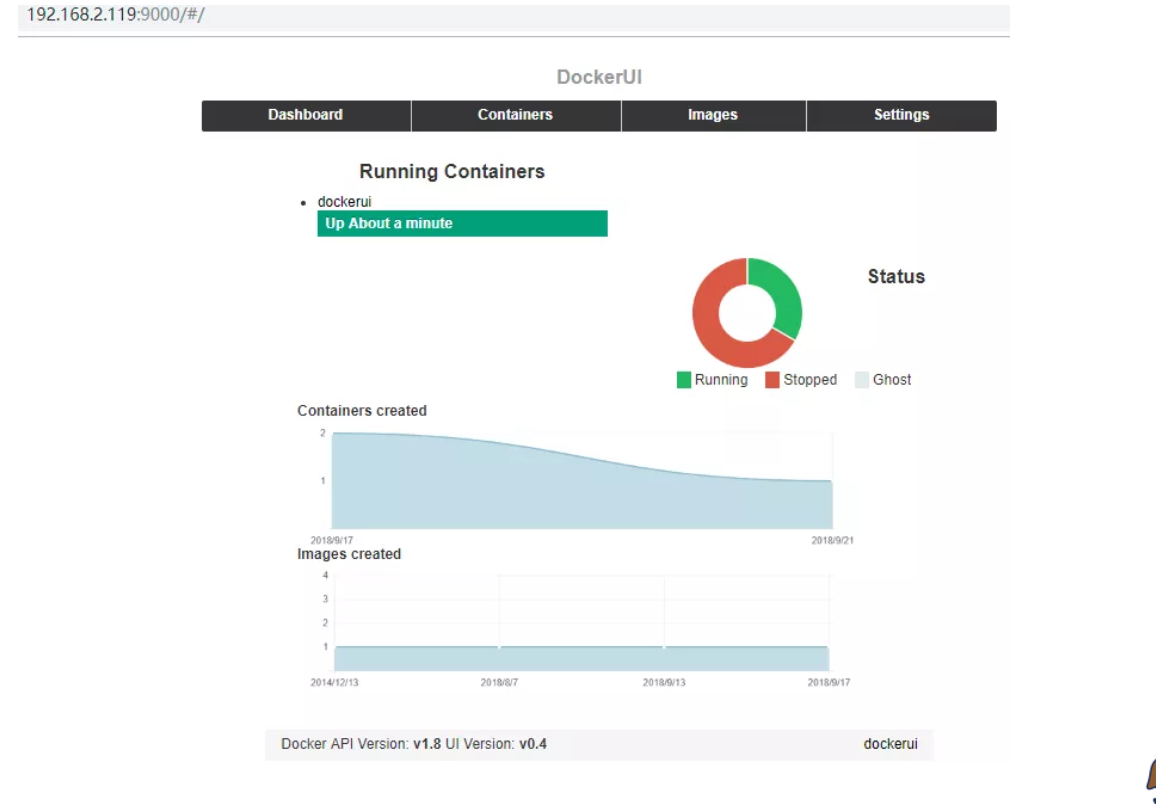 192.168.2.119:9000/#/
DockerUI
Dashboard Containers Images Settings
Running Containers
dockerui
Up About a minute
Status
Running Stopped Ghost
Containers created
2
1
2018/9/17 2018/9/21
Images created
4
3
2
1
2014/12/13 2018/8/7 2018/9/13 2018/9/17
Docker API Version: v1.8 UI Version: v0.4 dockerui